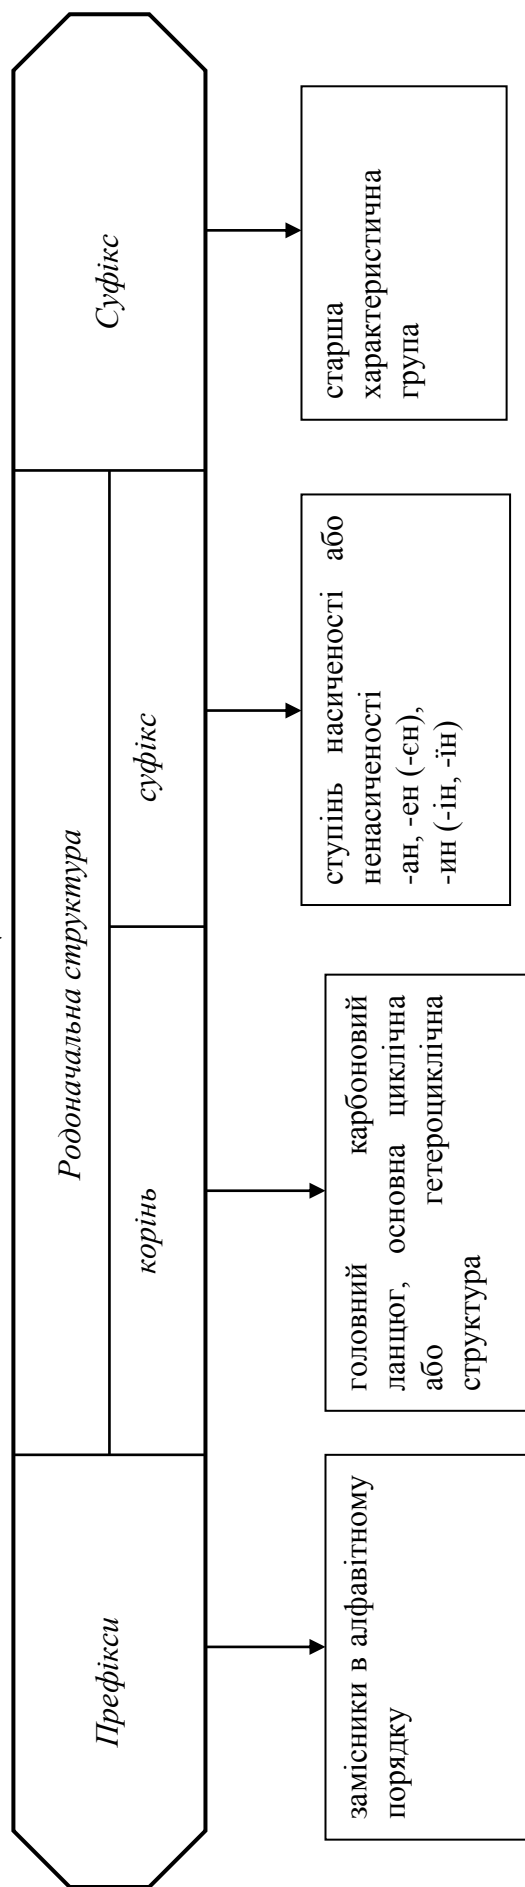 Префікси
Родоначальна структура
корінь
суфікс
Суфікс
замісники в алфавітному
порядку
головний карбоновий
ланцюг, основна циклічна
або гетероциклічна
структура
ступінь насиченості або
ненасиченості
-ан, -ен (-єн),
-ин (-ін, -їн)
старша
характеристична
група